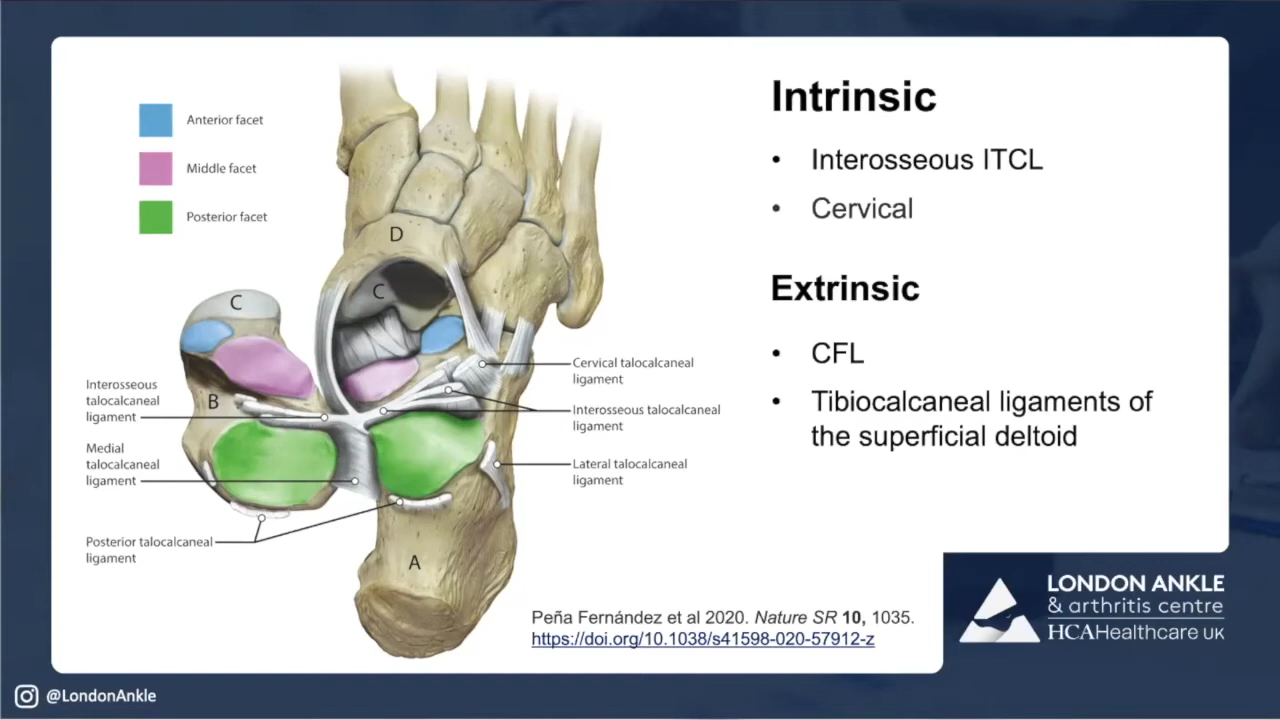 Anterior facet
Middle facet
Posterior facet
D
C
C
B
A
Interosseous
talocalcaneal
ligament
Medial
talocalcaneal
ligament
Posterior talocalcaneal
ligament
Cervical talocalcaneal
ligament
Interosseous talocalcaneal
ligament
Lateral talocalcaneal
ligament
Intrinsic
• Interosseous ITCL
• Cervical
Extrinsic
• CFL
• Tibiocalcaneal ligaments of
the superficial deltoid
Peña Fernández et al 2020. Nature SR 10, 1035.
https://doi.org/10.1038/s41598-020-57912-z
LONDON ANKLE
& arthritis centre
HCAHealthcare UK
@LondonAnkle